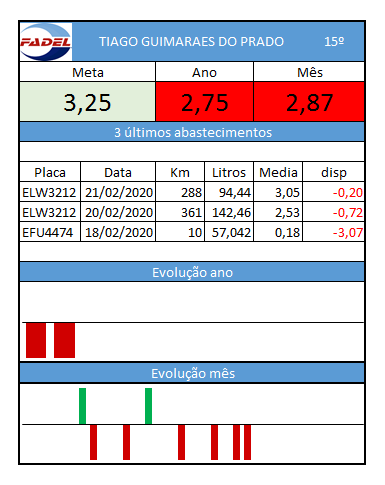 FADEL TIAGO GUIMARAES DO PRADO 15º
Meta Ano Mês
3,25 2,75 2,87
3 últimos abastecimentos
Placa Data Km Litros Media disp
ELW3212 21/02/2020 288 94,44 3,05 -0,20
ELW3212 20/02/2020 361 142,46 2,53 -0,72
EFU4474 18/02/2020 10 57,042 0,18 -3,07
Evolução ano
Evolução mês